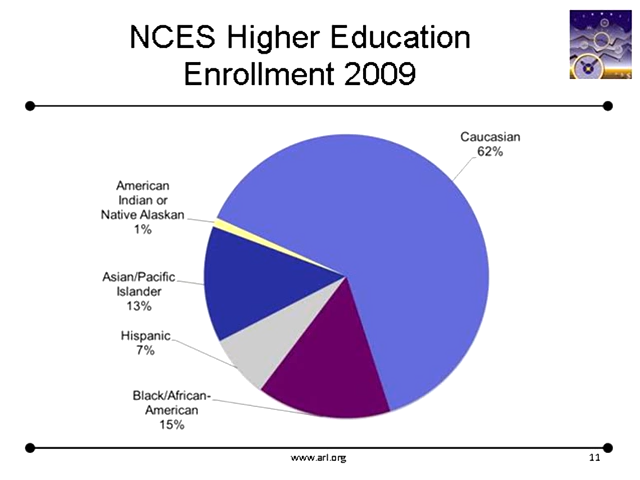 NCES Higher Education
Enrollment 2009
Caucasian
62%
American
Indian or
Native Alaskan
1%
Asian/Pacific
Islander
13%
Hispanic
7%
Black/African-
American
15%
www.arl.org
11